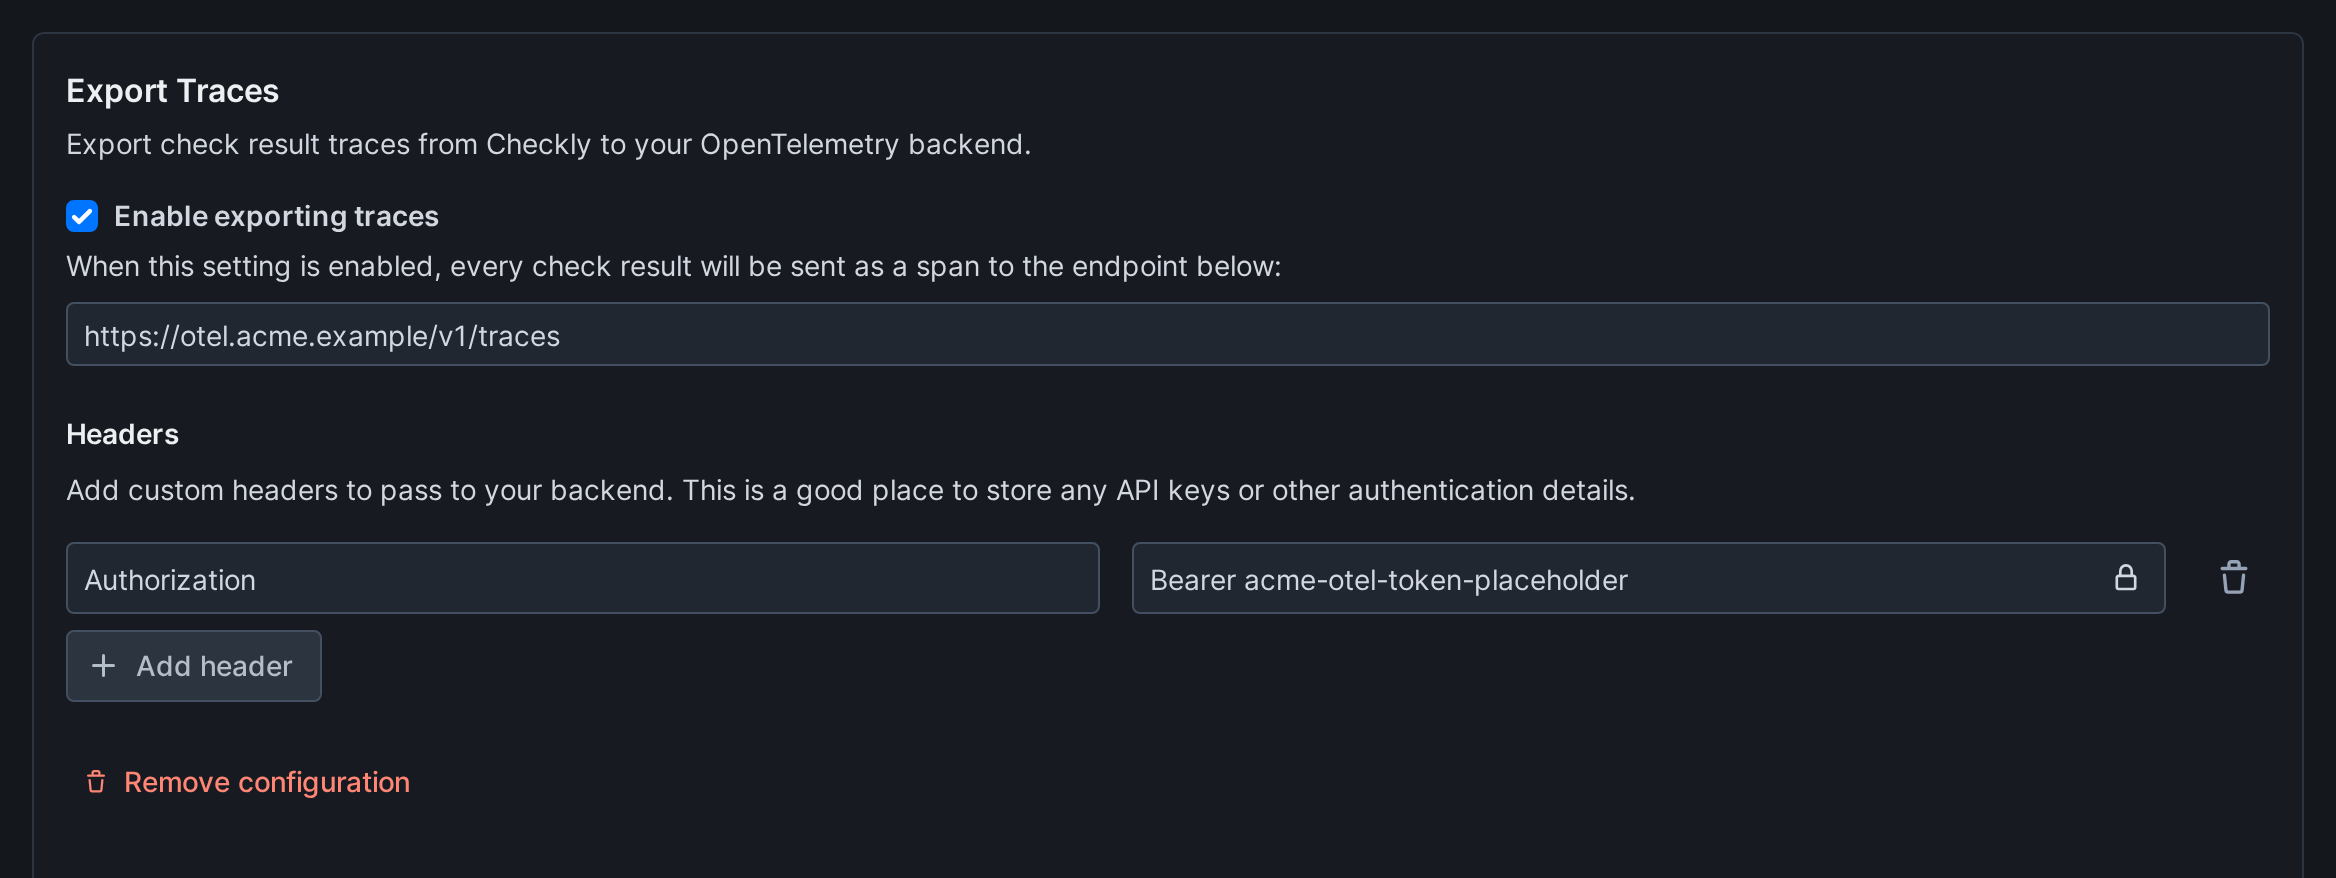 Export Traces
Export check result traces from Checkly to your OpenTelemetry backend.
Enable exporting traces
When this setting is enabled, every check result will be sent as a span to the endpoint below:
https://otel.acme.example/v1/traces
Headers
Add custom headers to pass to your backend. This is a good place to store any API keys or other authentication details.
Authorization
Bearer acme-otel-token-placeholder
Add header
Remove configuration